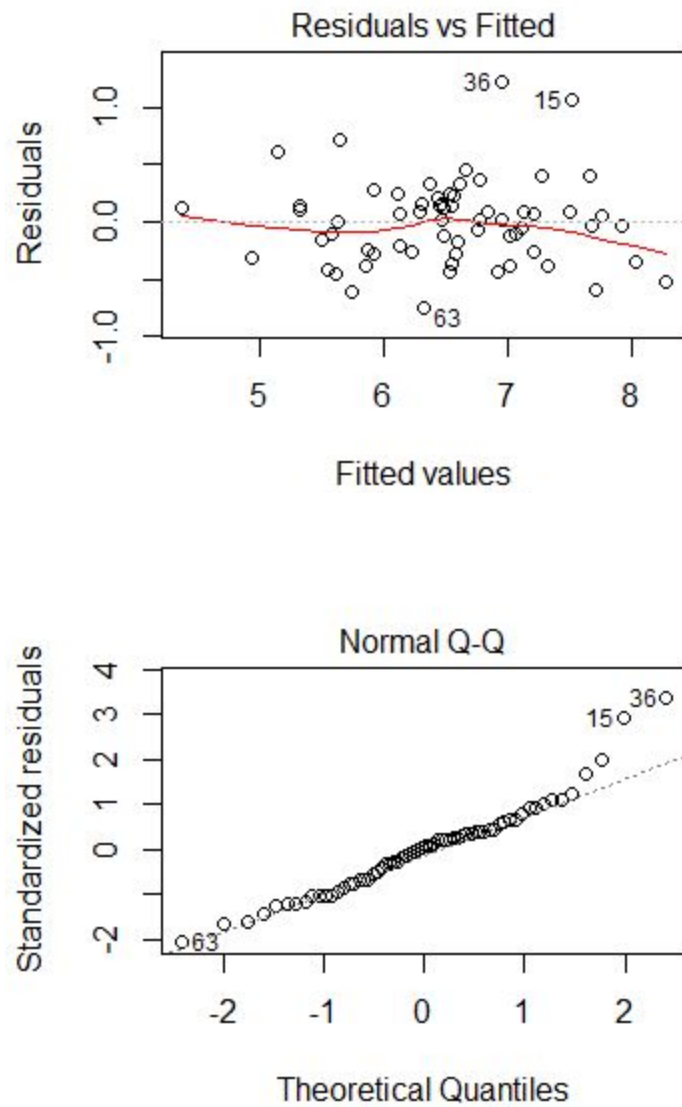 Residuals vs Fitted
Residuals
1.0
0.0
-1.0
36
15
63
5 6 7 8
Fitted values
Normal Q-Q
Standardized residuals
4
3
2
1
0
-2
36
15
63
-2 -1 0 1 2
Theoretical Quantiles